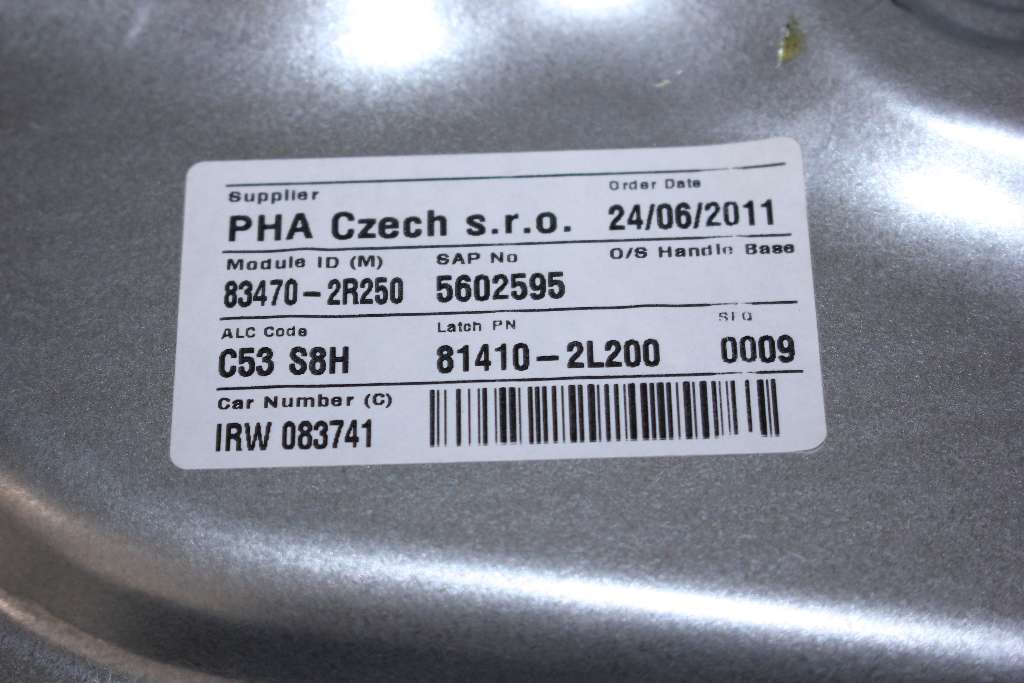 Supplier Order Date
PHA Czech s.r.o. 24/06/2011
Module ID (M) SAP No O/S Handle Base
83470-2R250 5602595
ALC Code Latch PN SEQ
C53 S8H 81410-2L200 0009
Car Number (C)
IRW 083741